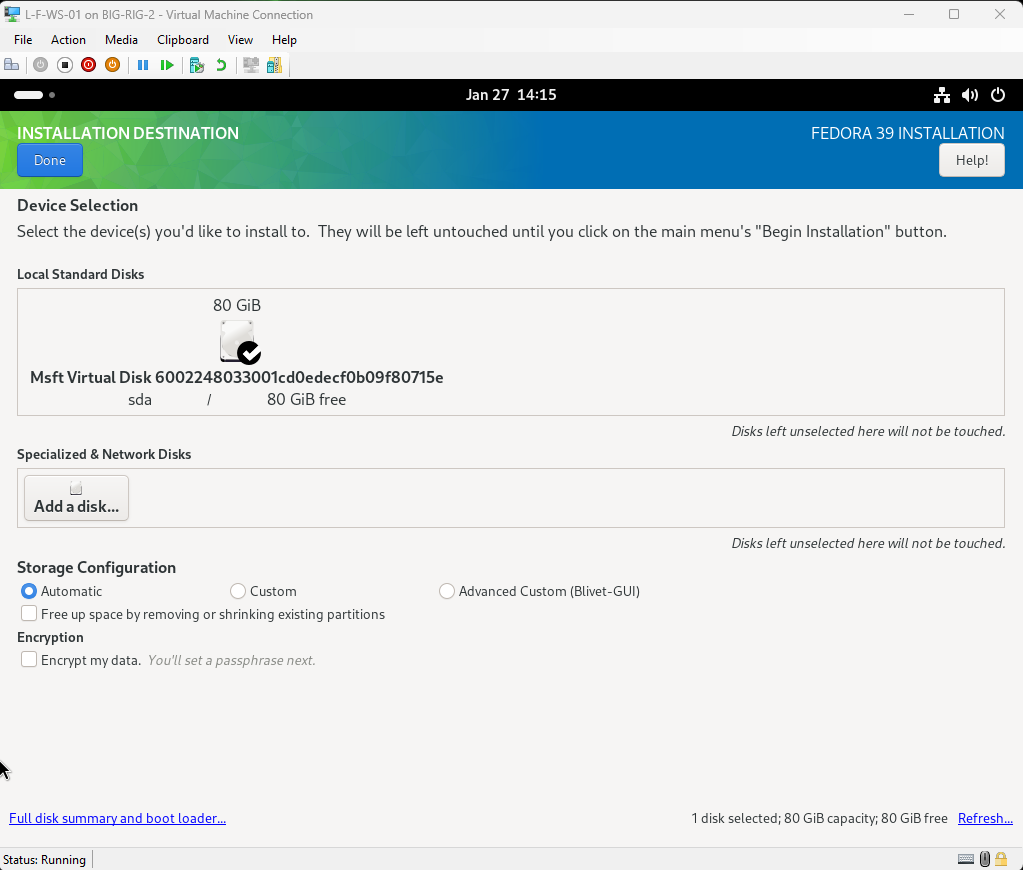 L-F-WS-01 on BIG-RIG-2 - Virtual Machine Connection
File Action Media Clipboard View Help
Jan 27 14:15
INSTALLATION DESTINATION
FEDORA 39 INSTALLATION
Done
Help!
Device Selection
Select the device(s) you'd like to install to. They will be left untouched until you click on the main menu's "Begin Installation" button.
Local Standard Disks
80 GiB
Msft Virtual Disk 6002248033001cd0edecf0b09f80715e
sda / 80 GiB free
Disks left unselected here will not be touched.
Specialized & Network Disks
Add a disk...
Disks left unselected here will not be touched.
Storage Configuration
Automatic Custom Advanced Custom (Blivet-GUI)
Free up space by removing or shrinking existing partitions
Encryption
Encrypt my data. You'll set a passphrase next.
Full disk summary and boot loader...
1 disk selected; 80 GiB capacity; 80 GiB free Refresh...
Status: Running